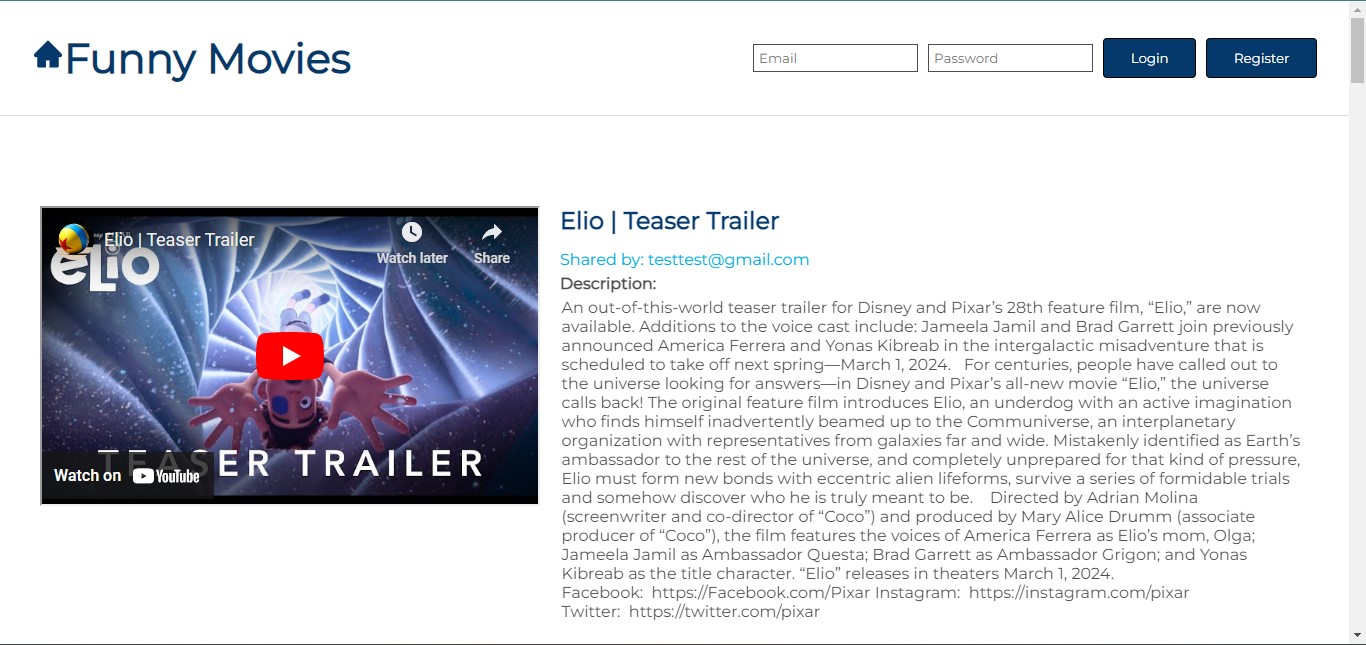 Funny Movies
Email
Password
Login
Register
Elio | Teaser Trailer
Watch later
Share
elio
TEASER TRAILER
Watch on YouTube
Elio | Teaser Trailer
Shared by: testtest@gmail.com
Description:
An out-of-this-world teaser trailer for Disney and Pixar’s 28th feature film, “Elio,” are now
available. Additions to the voice cast include: Jameela Jamil and Brad Garrett join previously
announced America Ferrera and Yonas Kibreab in the intergalactic misadventure that is
scheduled to take off next spring—March 1, 2024.   For centuries, people have called out to
the universe looking for answers—in Disney and Pixar’s all-new movie “Elio,” the universe
calls back! The original feature film introduces Elio, an underdog with an active imagination
who finds himself inadvertently beamed up to the Communiverse, an interplanetary
organization with representatives from galaxies far and wide. Mistakenly identified as Earth’s
ambassador to the rest of the universe, and completely unprepared for that kind of pressure,
Elio must form new bonds with eccentric alien lifeforms, survive a series of formidable trials
and somehow discover who he is truly meant to be.    Directed by Adrian Molina
(screenwriter and co-director of “Coco”) and produced by Mary Alice Drumm (associate
producer of “Coco”), the film features the voices of America Ferrera as Elio’s mom, Olga;
Jameela Jamil as Ambassador Questa; Brad Garrett as Ambassador Grigon; and Yonas
Kibreab as the title character. “Elio” releases in theaters March 1, 2024.
Facebook:  https://Facebook.com/Pixar Instagram:  https://instagram.com/pixar
Twitter:  https://twitter.com/pixar